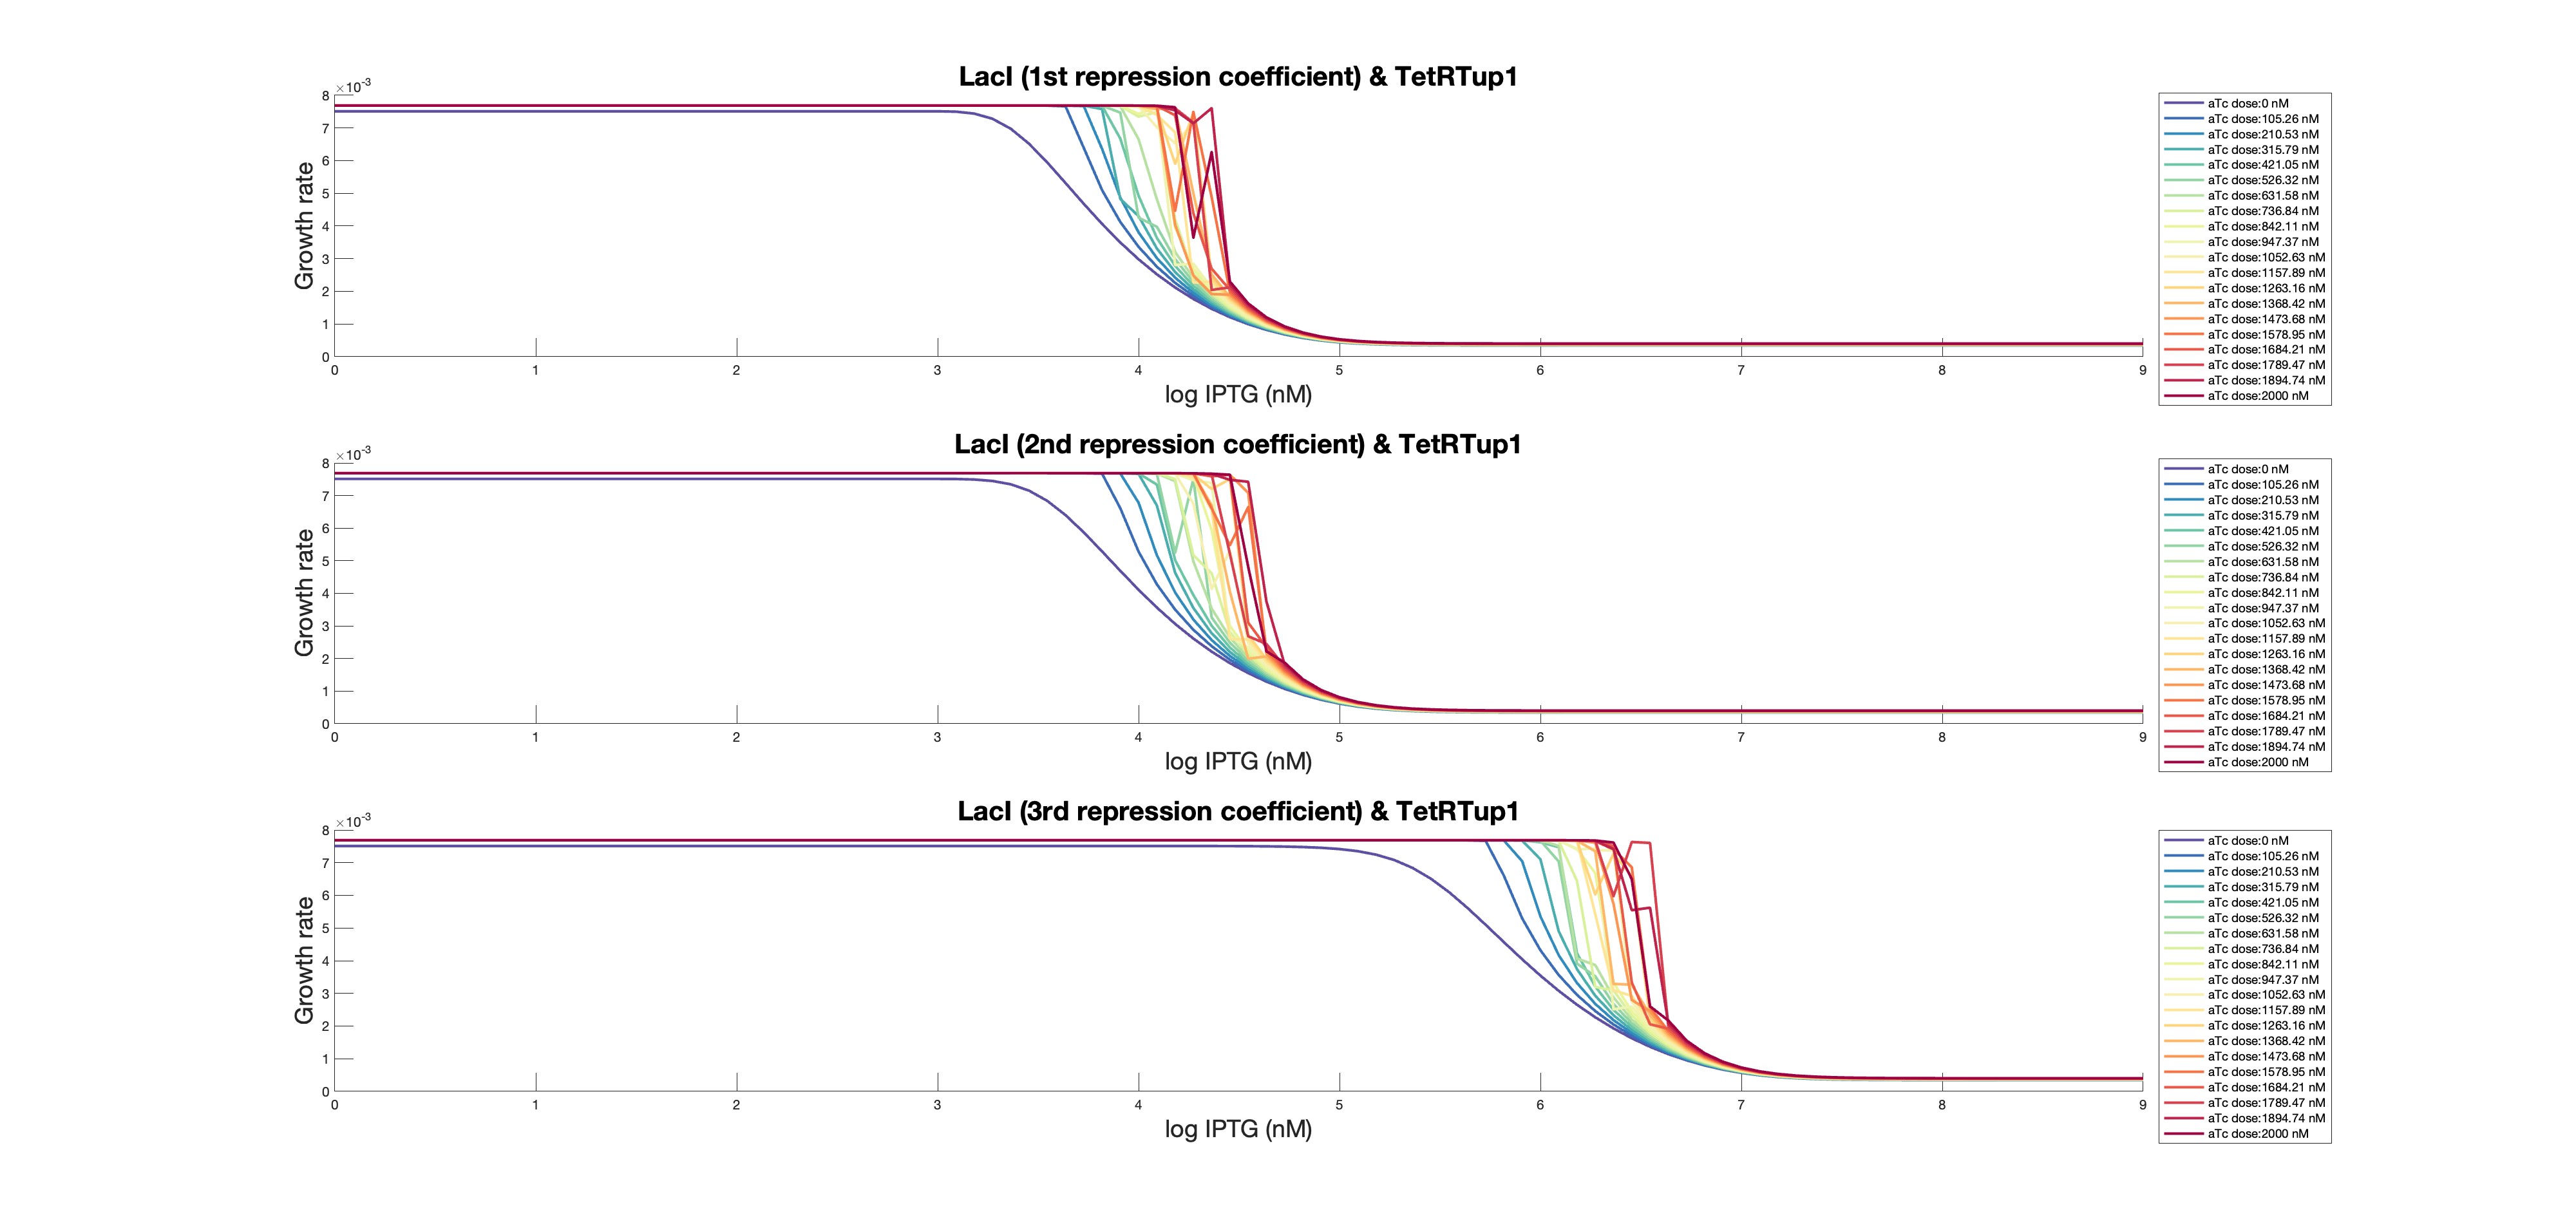 LacI (1st repression coefficient) & TetRTup1
×10-3
8
7
6
5
4
3
2
1
0
Growth rate
0 1 2 3 4 5 6 7 8 9
log IPTG (nM)
aTc dose:0 nM
aTc dose:105.26 nM
aTc dose:210.53 nM
aTc dose:315.79 nM
aTc dose:421.05 nM
aTc dose:526.32 nM
aTc dose:631.58 nM
aTc dose:736.84 nM
aTc dose:842.11 nM
aTc dose:947.37 nM
aTc dose:1052.63 nM
aTc dose:1157.89 nM
aTc dose:1263.16 nM
aTc dose:1368.42 nM
aTc dose:1473.68 nM
aTc dose:1578.95 nM
aTc dose:1684.21 nM
aTc dose:1789.47 nM
aTc dose:1894.74 nM
aTc dose:2000 nM
LacI (2nd repression coefficient) & TetRTup1
×10-3
8
7
6
5
4
3
2
1
0
Growth rate
0 1 2 3 4 5 6 7 8 9
log IPTG (nM)
aTc dose:0 nM
aTc dose:105.26 nM
aTc dose:210.53 nM
aTc dose:315.79 nM
aTc dose:421.05 nM
aTc dose:526.32 nM
aTc dose:631.58 nM
aTc dose:736.84 nM
aTc dose:842.11 nM
aTc dose:947.37 nM
aTc dose:1052.63 nM
aTc dose:1157.89 nM
aTc dose:1263.16 nM
aTc dose:1368.42 nM
aTc dose:1473.68 nM
aTc dose:1578.95 nM
aTc dose:1684.21 nM
aTc dose:1789.47 nM
aTc dose:1894.74 nM
aTc dose:2000 nM
LacI (3rd repression coefficient) & TetRTup1
×10-3
8
7
6
5
4
3
2
1
0
Growth rate
0 1 2 3 4 5 6 7 8 9
log IPTG (nM)
aTc dose:0 nM
aTc dose:105.26 nM
aTc dose:210.53 nM
aTc dose:315.79 nM
aTc dose:421.05 nM
aTc dose:526.32 nM
aTc dose:631.58 nM
aTc dose:736.84 nM
aTc dose:842.11 nM
aTc dose:947.37 nM
aTc dose:1052.63 nM
aTc dose:1157.89 nM
aTc dose:1263.16 nM
aTc dose:1368.42 nM
aTc dose:1473.68 nM
aTc dose:1578.95 nM
aTc dose:1684.21 nM
aTc dose:1789.47 nM
aTc dose:1894.74 nM
aTc dose:2000 nM